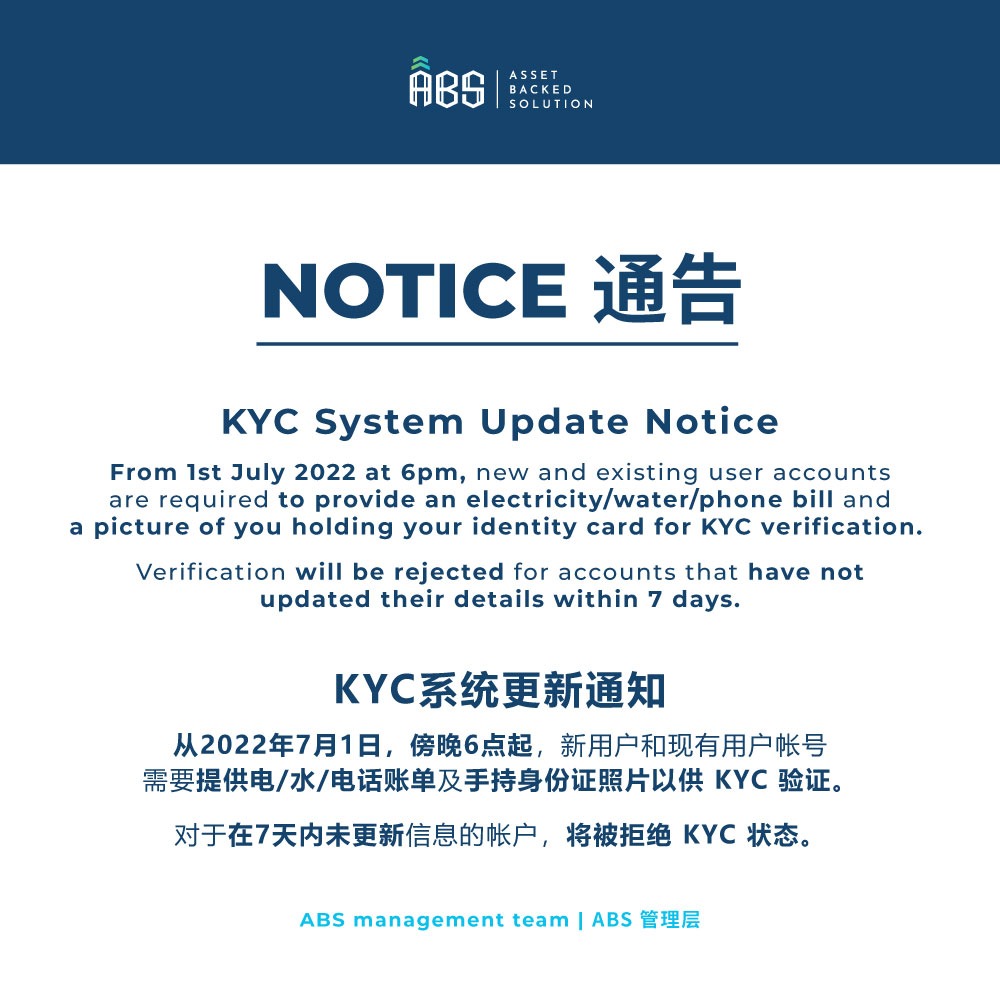 ABS
ASSET
BACKED
SOLUTION
NOTICE 通告
KYC System Update Notice
From 1st July 2022 at 6pm, new and existing user accounts
are required to provide an electricity/water/phone bill and
a picture of you holding your identity card for KYC verification.
Verification will be rejected for accounts that have not
updated their details within 7 days.
KYC系统更新通知
从2022年7月1日，傍晚6点起，新用户和现有用户帐号
需要提供电/水/电话账单及手持身份证照片以供 KYC 验证。
对于在7天内未更新信息的帐户，将被拒绝 KYC 状态。
ABS management team | ABS 管理层